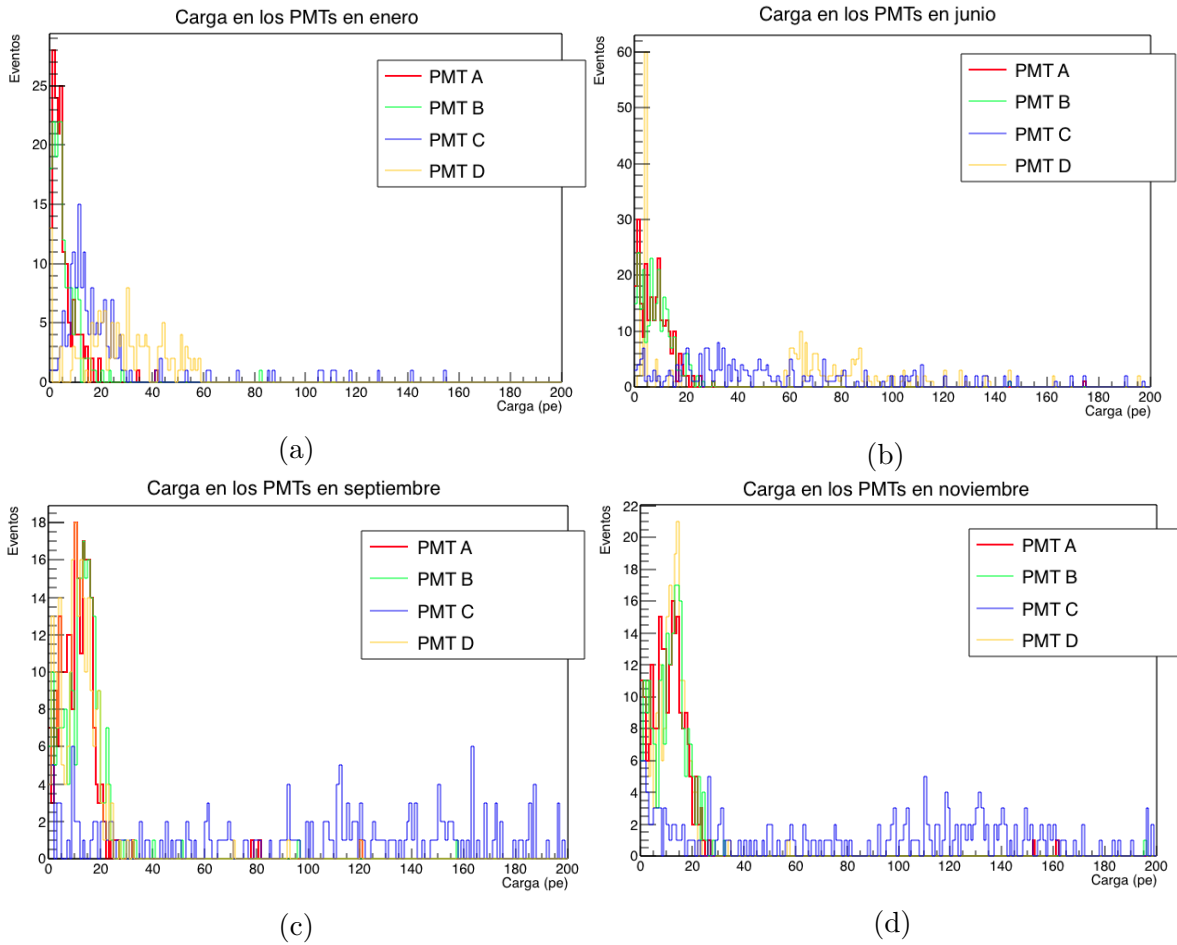 Carga en los PMTs en enero
Eventos
25
20
15
10
5
0
PMT A
PMT B
PMT C
PMT D
0 20 40 60 80 100 120 140 160 180 200
Carga (pe)
(a)
Carga en los PMTs en junio
Eventos
60
50
40
30
20
10
0
PMT A
PMT B
PMT C
PMT D
0 20 40 60 80 100 120 140 160 180 200
Carga (pe)
(b)
Carga en los PMTs en septiembre
Eventos
18
16
14
12
10
8
6
4
2
0
PMT A
PMT B
PMT C
PMT D
0 20 40 60 80 100 120 140 160 180 200
Carga (pe)
(c)
Carga en los PMTs en noviembre
Eventos
22
20
18
16
14
12
10
8
6
4
2
0
PMT A
PMT B
PMT C
PMT D
0 20 40 60 80 100 120 140 160 180 200
Carga (pe)
(d)